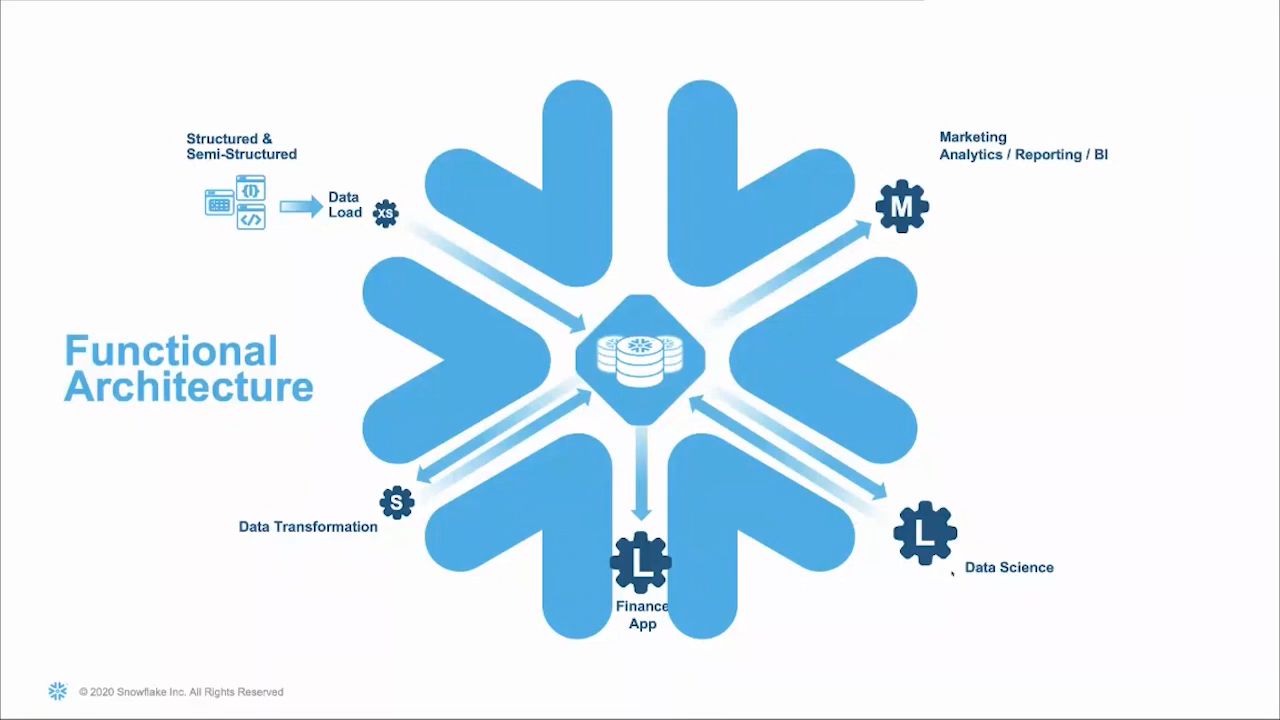 Structured &
Semi-Structured
Data
Load
XS
Marketing
Analytics / Reporting / BI
M
Functional
Architecture
S
Data Transformation
L
Finance
App
L
Data Science
© 2020 Snowflake Inc. All Rights Reserved